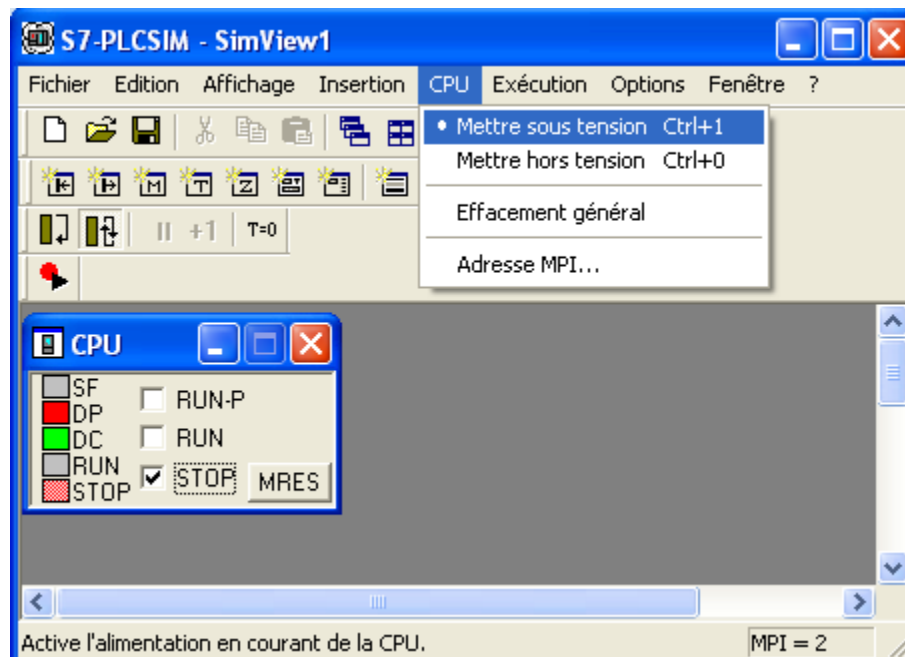 S7-PLCSIM - SimView1
Fichier Edition Affichage Insertion CPU Exécution Options Fenêtre ?
Mettre sous tension Ctrl+1
Mettre hors tension Ctrl+0
Effacement général
Adresse MPI...
M T Z
+1 T=0
CPU
SF
DP
DC
RUN
STOP
RUN-P
RUN
STOP
MRES
Active l'alimentation en courant de la CPU.
MPI = 2